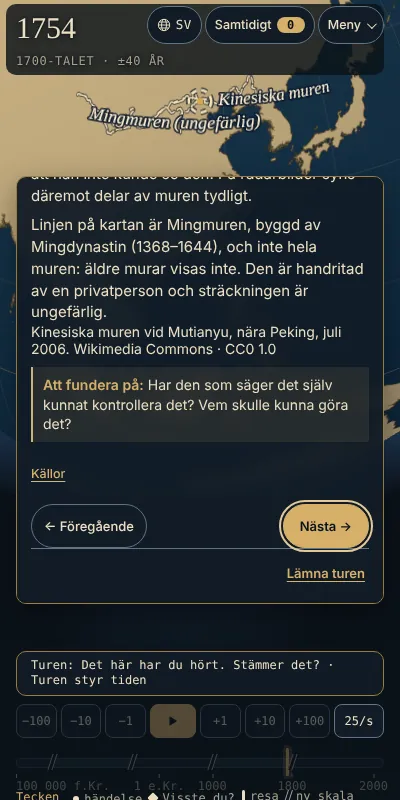 1754
SV
Samtidigt 0
Meny
1700-TALET · ±40 ÅR
Kinesiska muren
Mingmuren (ungefärlig)
däremot delar av muren tydligt.
Linjen på kartan är Mingmuren, byggd av
Mingdynastin (1368–1644), och inte hela
muren: äldre murar visas inte. Den är handritad
av en privatperson och sträckningen är
ungefärlig.
Kinesiska muren vid Mutianyu, nära Peking, juli
2006. Wikimedia Commons · CC0 1.0
Att fundera på: Har den som säger det själv
kunnat kontrollera det? Vem skulle kunna göra
det?
Källor
← Föregående
Nästa →
Lämna turen
Turen: Det här har du hört. Stämmer det? ·
Turen styr tiden
−100 −10 −1 +1 +10 +100 25/s
100 000 f.Kr. 1 e.Kr. 1000 1800 2000
Tecken händelse Visste du? resa // ny skala